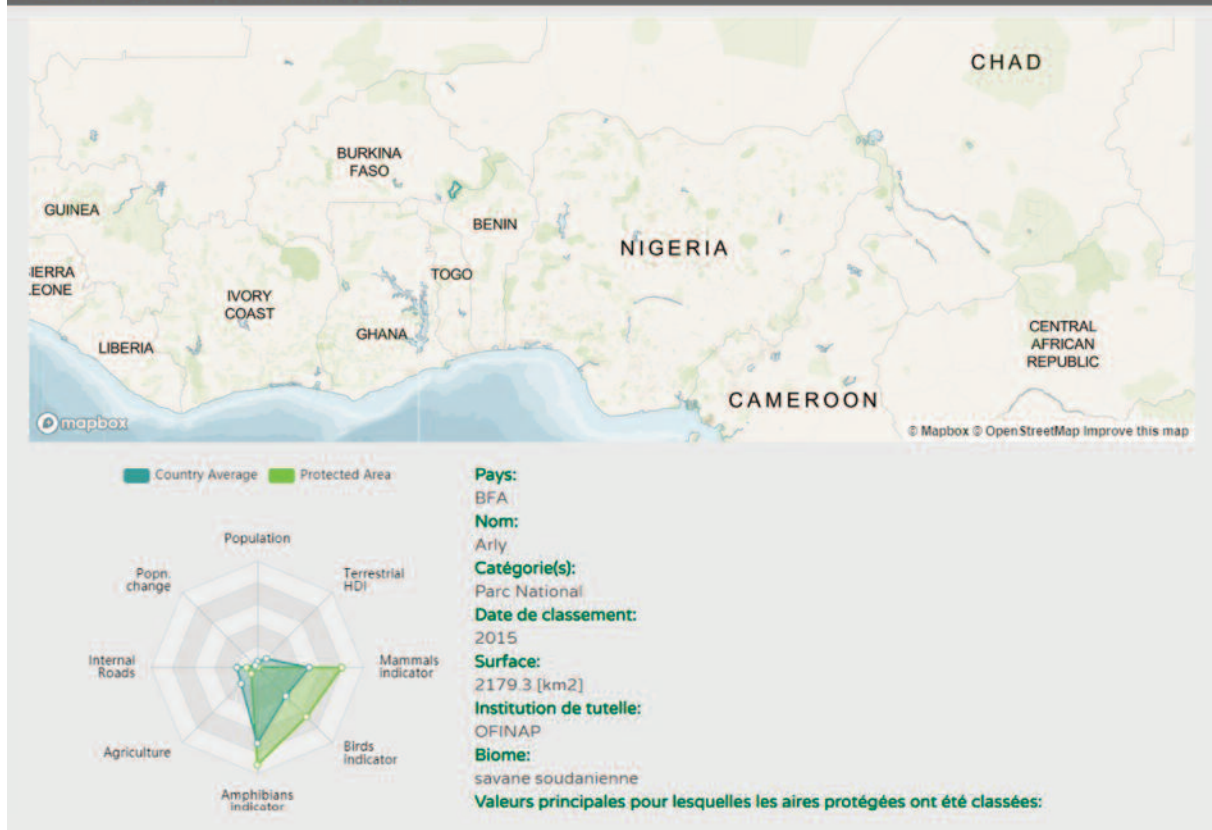 CHAD
BURKINA
FASO
GUINEA
BENIN
NIGERIA
SIERRA
LEONE
TOGO
IVORY
COAST
GHANA
LIBERIA
CENTRAL
AFRICAN
REPUBLIC
CAMEROON
mapbox
© Mapbox © OpenStreetMap Improve this map
Country Average Protected Area
Population
Popn.
change
Terrestrial
HDI
Internal
Roads
Mammals
indicator
Agriculture
Birds
indicator
Amphibians
indicator
Pays:
BFA
Nom:
Arly
Catégorie(s):
Parc National
Date de classement:
2015
Surface:
2179.3 [km2]
Institution de tutelle:
OFINAP
Biome:
savane soudanienne
Valeurs principales pour lesquelles les aires protégées ont été classées: